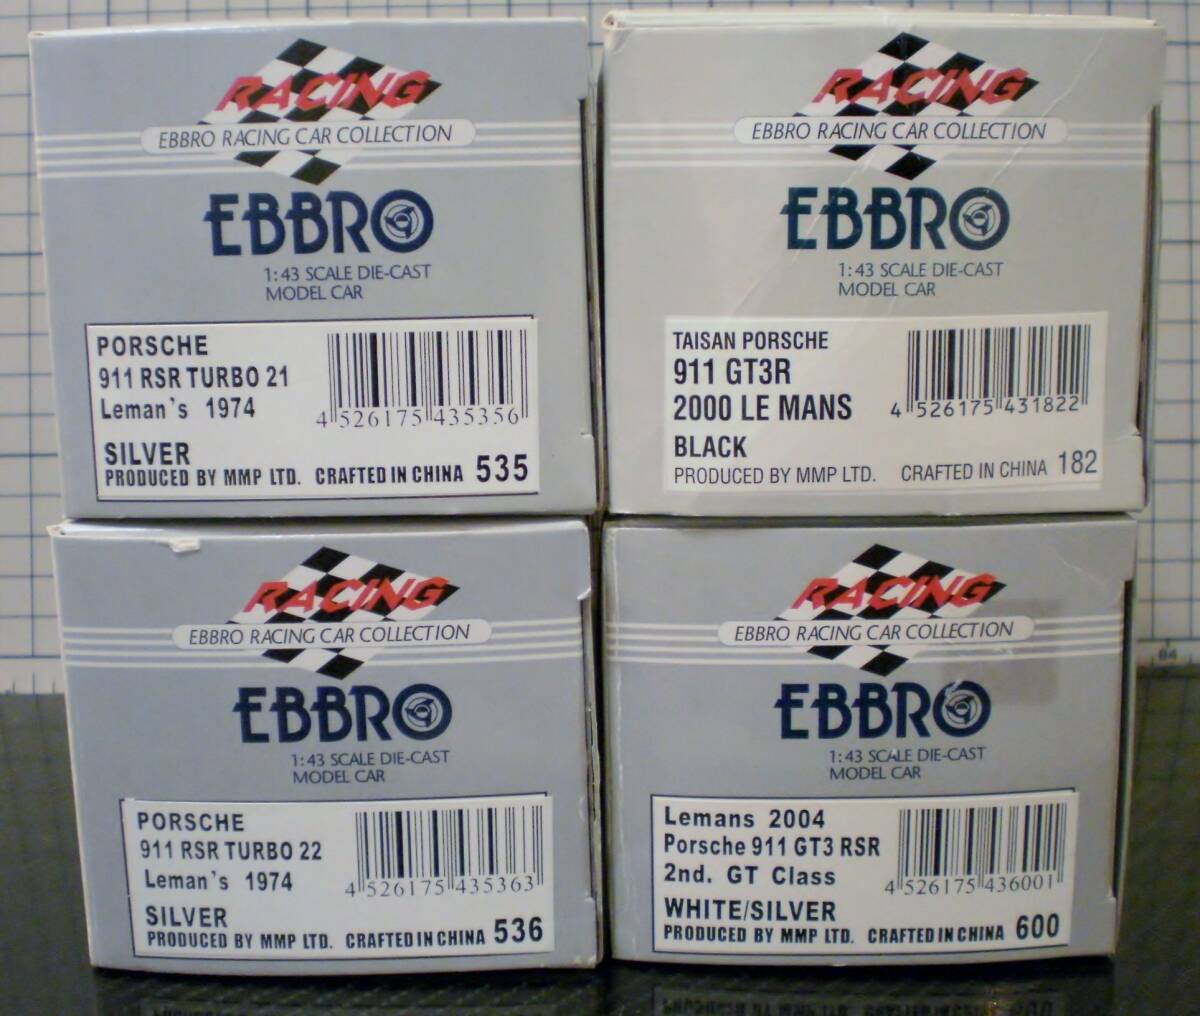 RACING
EBBRO RACING CAR COLLECTION
EBBRO
1:43 SCALE DIE-CAST
MODEL CAR
PORSCHE
911 RSR TURBO 21
Leman's 1974
4 526175 435356
SILVER
PRODUCED BY MMP LTD. CRAFTED IN CHINA 535
RACING
EBBRO RACING CAR COLLECTION
EBBRO
1:43 SCALE DIE-CAST
MODEL CAR
TAISAN PORSCHE
911 GT3R
2000 LE MANS
4 526175 431822
BLACK
PRODUCED BY MMP LTD. CRAFTED IN CHINA 182
RACING
EBBRO RACING CAR COLLECTION
EBBRO
1:43 SCALE DIE-CAST
MODEL CAR
PORSCHE
911 RSR TURBO 22
Leman's 1974
4 526175 435363
SILVER
PRODUCED BY MMP LTD. CRAFTED IN CHINA 536
RACING
EBBRO RACING CAR COLLECTION
EBBRO
1:43 SCALE DIE-CAST
MODEL CAR
Lemans 2004
Porsche 911 GT3 RSR
2nd. GT Class
4 526175 436001
WHITE/SILVER
PRODUCED BY MMP LTD. CRAFTED IN CHINA 600
B4